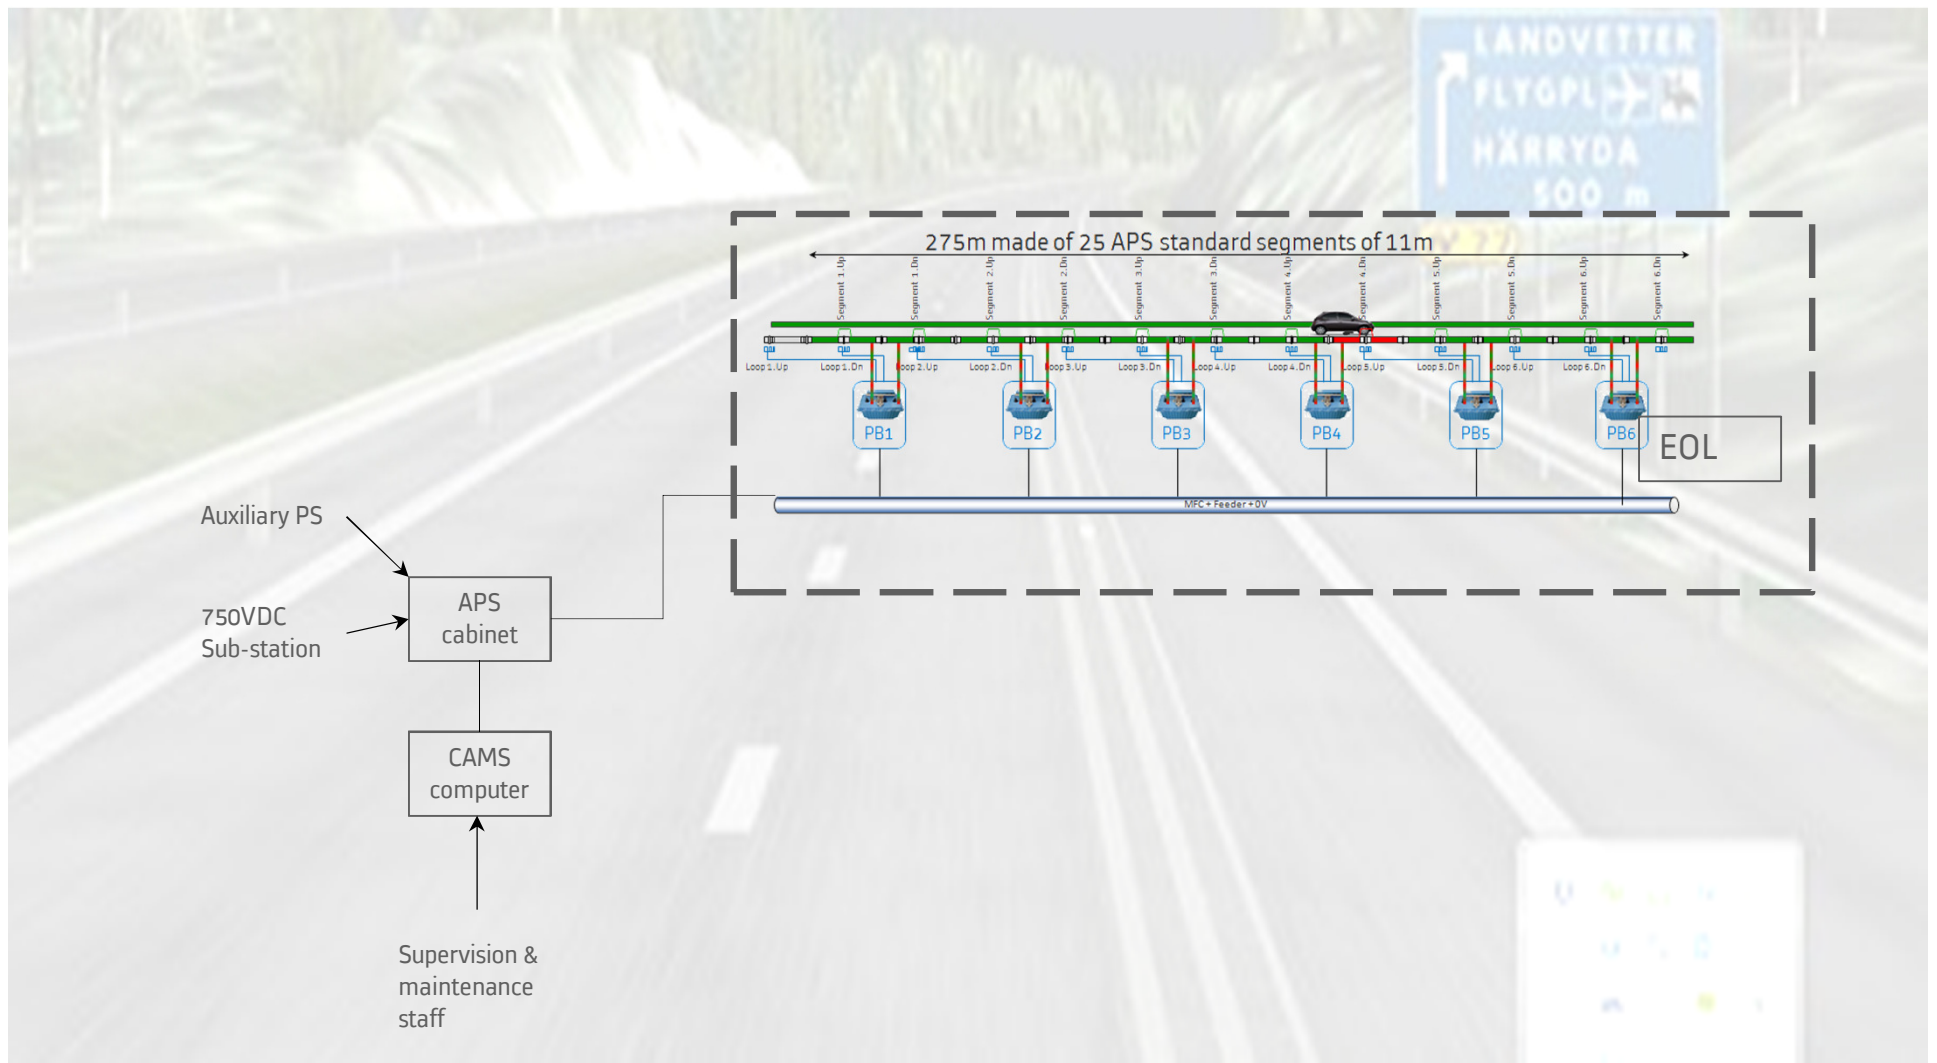 LANDVETTER
FLYGPL
HÄRRYDA
500 m
275m made of 25 APS standard segments of 11m
Segment 1.Up
Segment 1.Dn
Segment 2.Up
Segment 2.Dn
Segment 3.Up
Segment 3.Dn
Segment 4.Up
Segment 4.Dn
Segment 5.Up
Segment 5.Dn
Segment 6.Up
Segment 6.Dn
Loop 1.Up
Loop 1.Dn
Loop 2.Up
Loop 2.Dn
Loop 3.Up
Loop 3.Dn
Loop 4.Up
Loop 4.Dn
Loop 5.Up
Loop 5.Dn
Loop 6.Up
Loop 6.Dn
PB1
PB2
PB3
PB4
PB5
PB6
EOL
MFC + Feeder + 0V
Auxiliary PS
750VDC
Sub-station
APS
cabinet
CAMS
computer
Supervision &
maintenance
staff